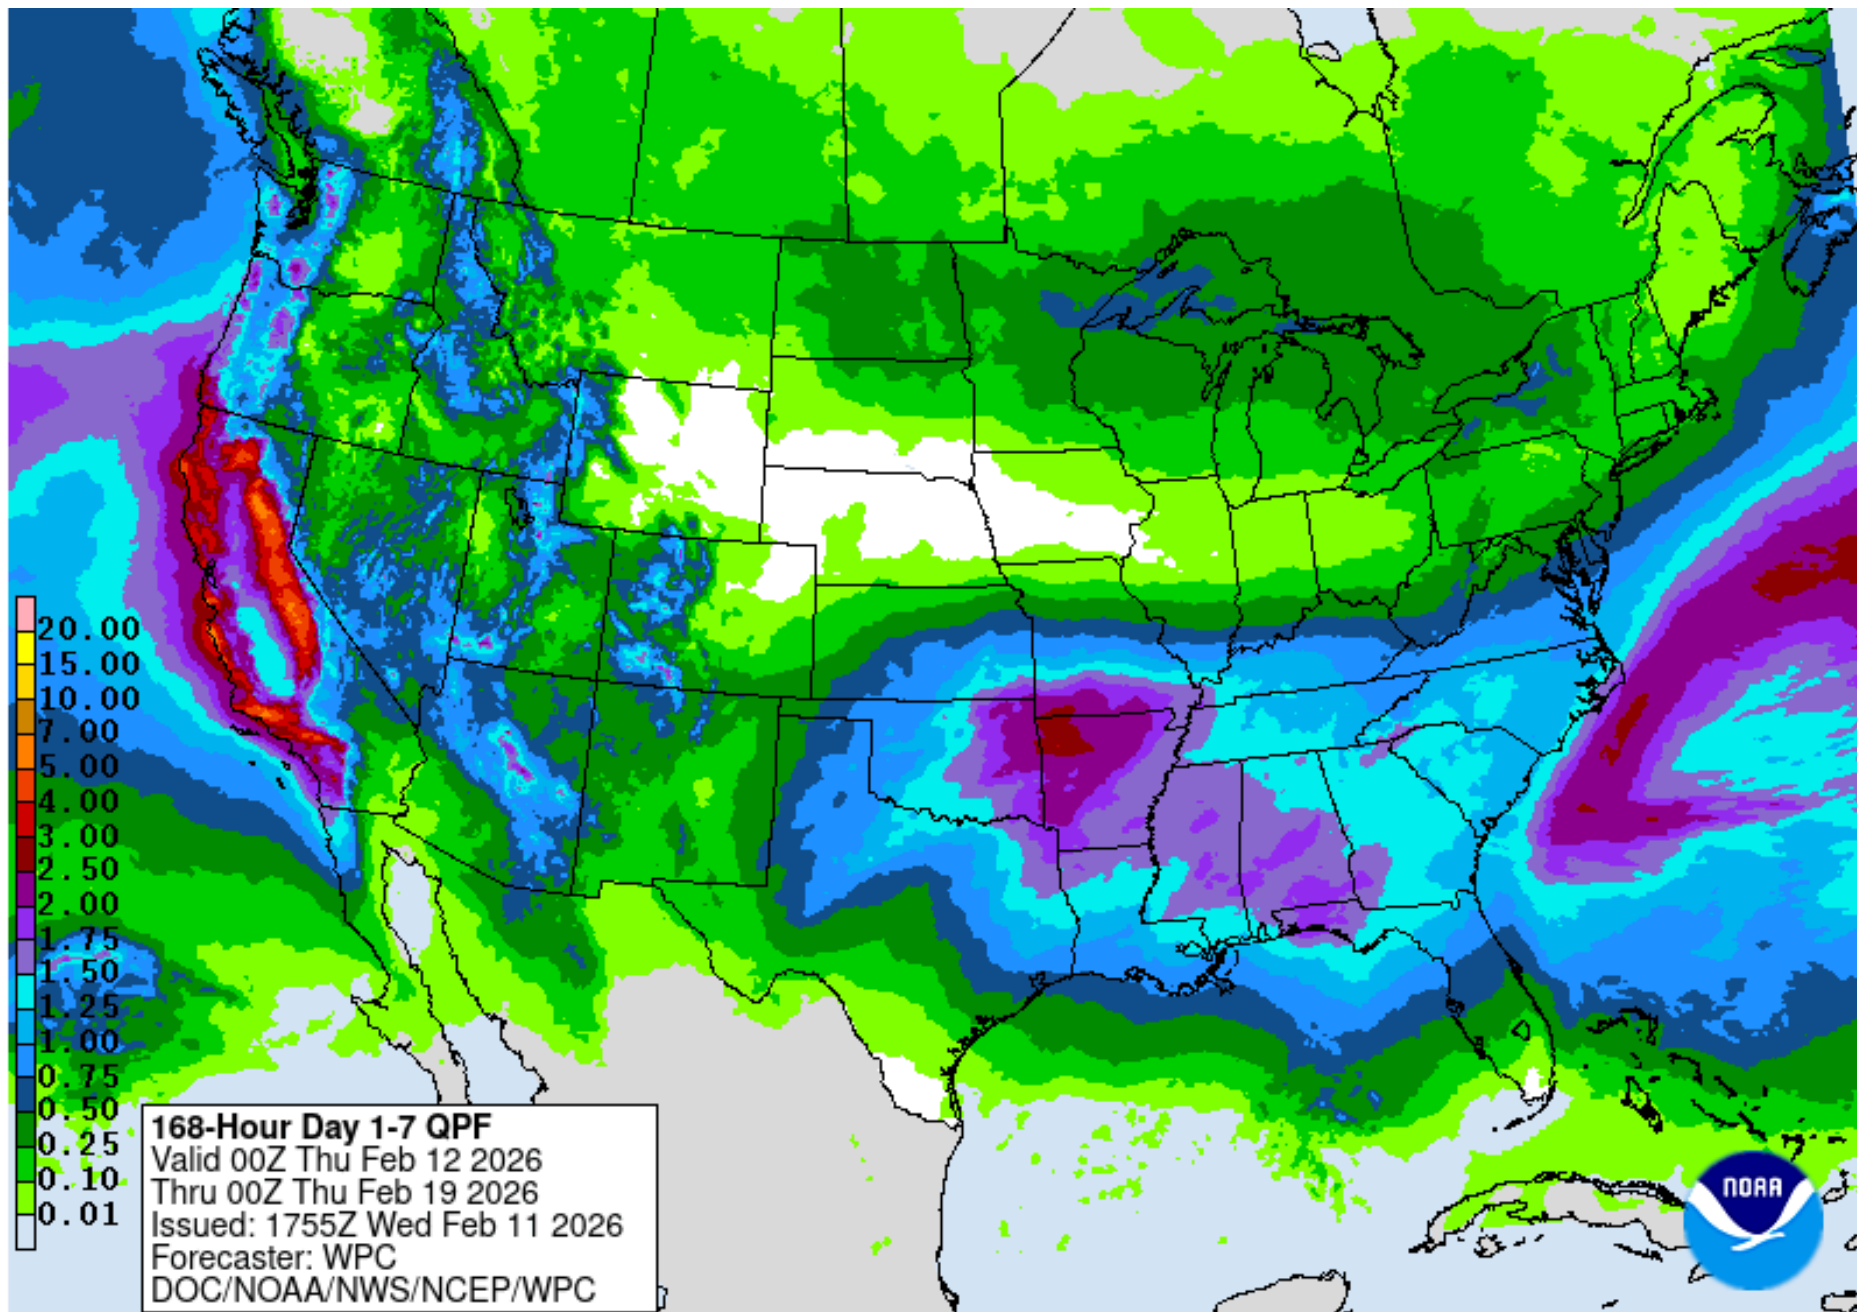 20.00
15.00
10.00
7.00
5.00
4.00
3.00
2.50
2.00
1.75
1.50
1.25
1.00
0.75
0.50
0.25
0.10
0.01
168-Hour Day 1-7 QPF
Valid 00Z Thu Feb 12 2026
Thru 00Z Thu Feb 19 2026
Issued: 1755Z Wed Feb 11 2026
Forecaster: WPC
DOC/NOAA/NWS/NCEP/WPC
NOAA